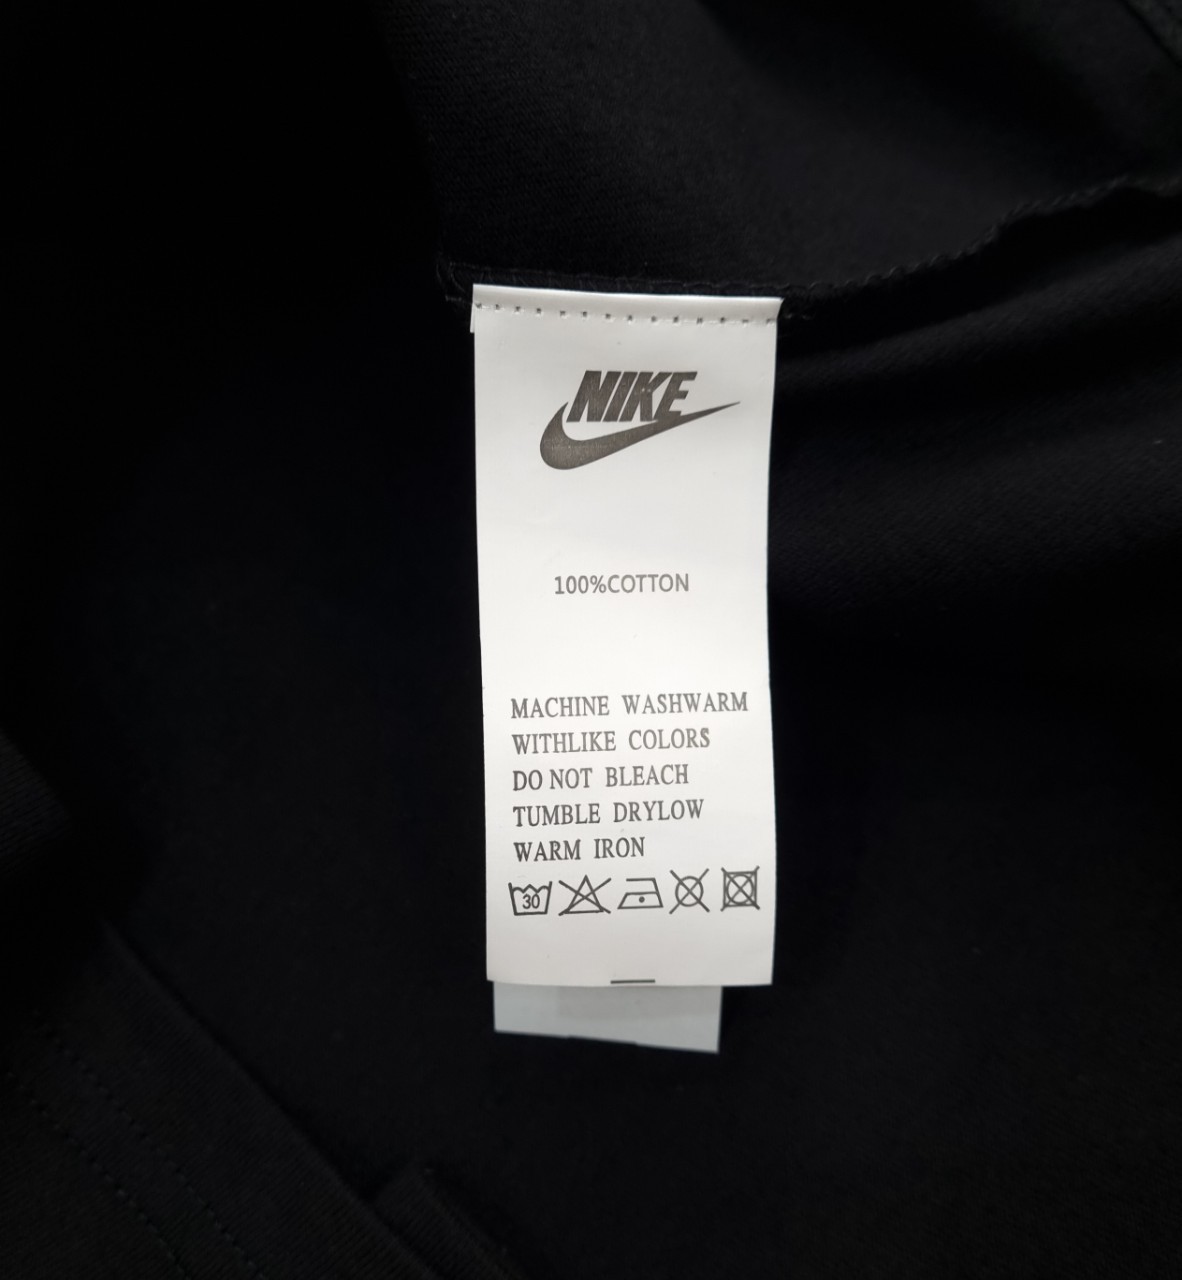 NIKE
100%COTTON
MACHINE WASHWARM
WITHLIKE COLORS
DO NOT BLEACH
TUMBLE DRYLOW
WARM IRON
30